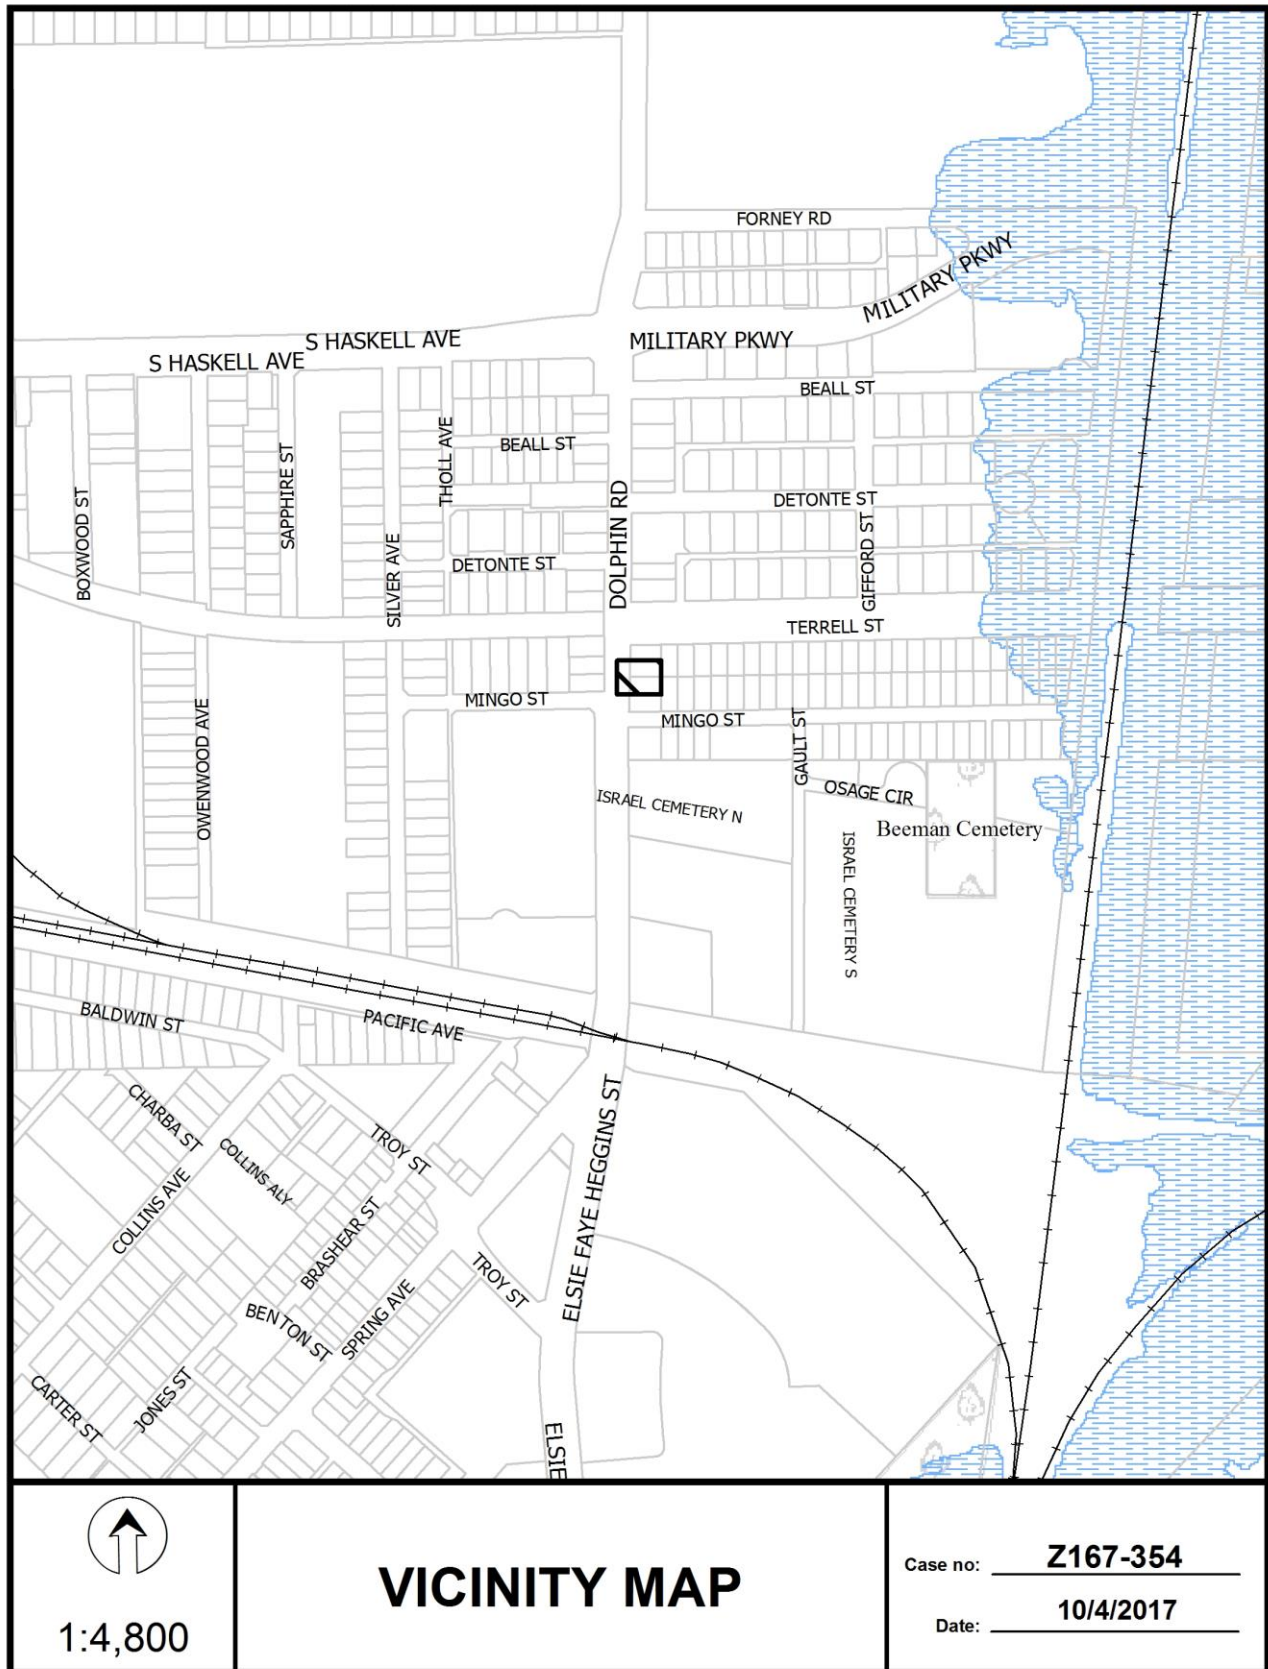 FORNEY RD
MILITARY PKWY
S HASKELL AVE
MILITARY PKWY
S HASKELL AVE
BEALL ST
THOLL AVE
BEALL ST
SAPPHIRE ST
DOLPHIN RD
BOXWOOD ST
DETONTE ST
GIFFORD ST
SILVER AVE
DETONTE ST
TERRELL ST
MINGO ST
MINGO ST
GAULT ST
OWENWOOD AVE
OSAGE CIR
ISRAEL CEMETERY N
Beeman Cemetery
ISRAEL CEMETERY S
BALDWIN ST
PACIFIC AVE
CHARBA ST
TROY ST
COLLINS ALY
ELSIE FAYE HEGGINS ST
COLLINS AVE
BRASHEAR ST
TROY ST
BENTON ST
SPRING AVE
CARTER ST
JONES ST
ELSIE
1:4,800
VICINITY MAP
Case no: Z167-354
Date: 10/4/2017